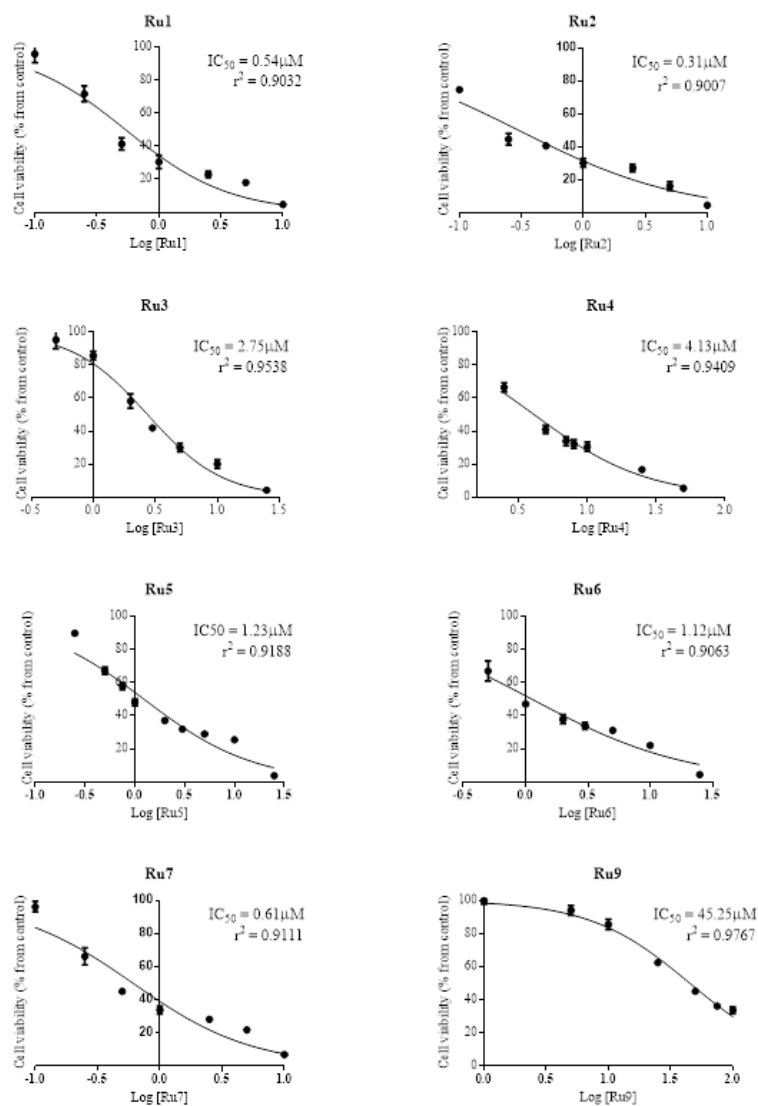 Ru1
IC50 = 0.54μM
r2 = 0.9032
Cell viability (% from control)
100
80
60
40
20
-1.0 -0.5 0.0 0.5 1.0
Log [Ru1]
Ru2
IC50 = 0.31μM
r2 = 0.9007
Cell viability (% from control)
100
80
60
40
20
-1.0 -0.5 0.0 0.5 1.0
Log [Ru2]
Ru3
IC50 = 2.75μM
r2 = 0.9538
Cell viability (% from control)
100
80
60
40
20
-0.5 0.0 0.5 1.0 1.5
Log [Ru3]
Ru4
IC50 = 4.13μM
r2 = 0.9409
Cell viability (% from control)
100
80
60
40
20
0.5 1.0 1.5 2.0
Log [Ru4]
Ru5
IC50 = 1.23μM
r2 = 0.9188
Cell viability (% from control)
100
80
60
40
20
-1.0 -0.5 0.0 0.5 1.0 1.5
Log [Ru5]
Ru6
IC50 = 1.12μM
r2 = 0.9063
Cell viability (% from control)
100
80
60
40
20
-0.5 0.0 0.5 1.0 1.5
Log [Ru6]
Ru7
IC50 = 0.61μM
r2 = 0.9111
Cell viability (% from control)
100
80
60
40
20
-1.0 -0.5 0.0 0.5 1.0
Log [Ru7]
Ru9
IC50 = 45.25μM
r2 = 0.9767
Cell viability (% from control)
100
80
60
40
20
0
0.0 0.5 1.0 1.5 2.0
Log [Ru9]